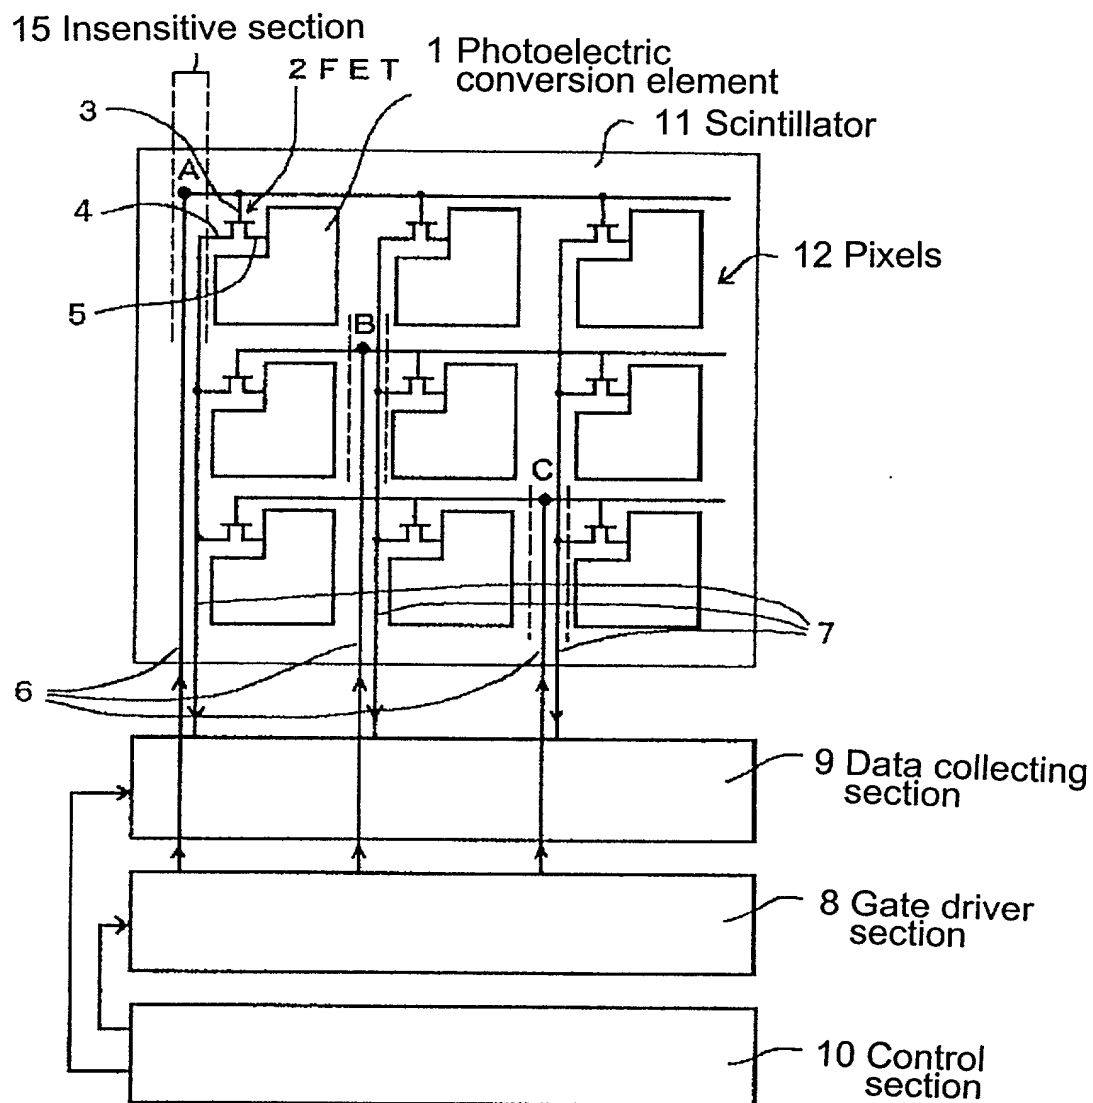 15 Insensitive section
2 FET
1 Photoelectric
conversion element
3
11 Scintillator
A
4
12 Pixels
5
B
C
7
6
9 Data collecting
section
8 Gate driver
section
10 Control
section